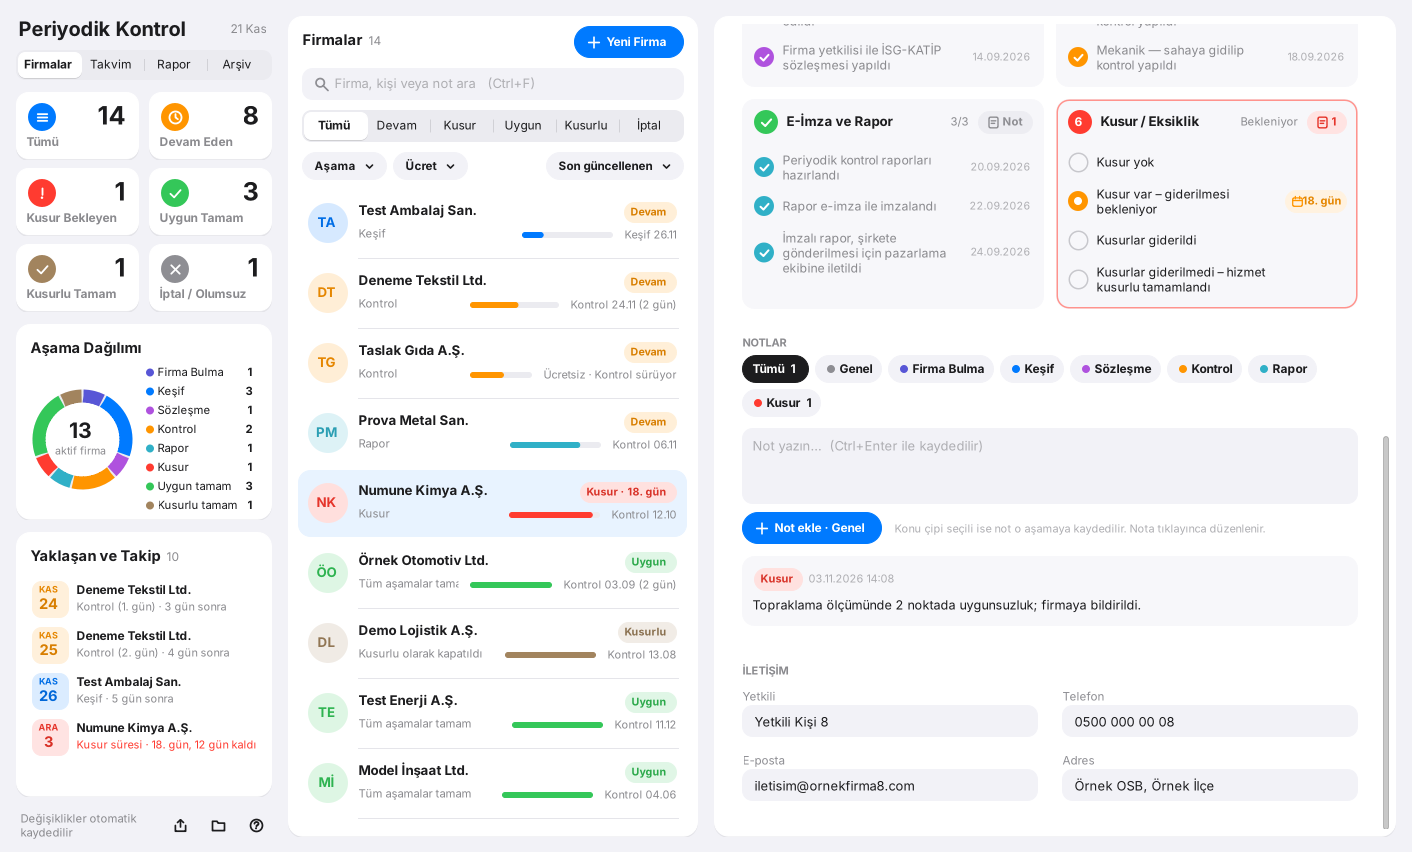 Periyodik Kontrol
21 Kas
Firmalar
Takvim
Rapor
Arşiv
14
Tümü
8
Devam Eden
1
Kusur Bekleyen
3
Uygun Tamam
1
Kusurlu Tamam
1
İptal / Olumsuz
Aşama Dağılımı
13
aktif firma
Firma Bulma 1
Keşif 3
Sözleşme 1
Kontrol 2
Rapor 1
Kusur 1
Uygun tamam 3
Kusurlu tamam 1
Yaklaşan ve Takip 10
KAS
24
Deneme Tekstil Ltd.
Kontrol (1. gün) · 3 gün sonra
KAS
25
Deneme Tekstil Ltd.
Kontrol (2. gün) · 4 gün sonra
KAS
26
Test Ambalaj San.
Keşif · 5 gün sonra
ARA
3
Numune Kimya A.Ş.
Kusur süresi · 18. gün, 12 gün kaldı
Değişiklikler otomatik
kaydedilir
Firmalar 14
Yeni Firma
Firma, kişi veya not ara (Ctrl+F)
Tümü
Devam
Kusur
Uygun
Kusurlu
İptal
Aşama
Ücret
Son güncellenen
TA
Test Ambalaj San.
Devam
Keşif
Keşif 26.11
DT
Deneme Tekstil Ltd.
Devam
Kontrol
Kontrol 24.11 (2 gün)
TG
Taslak Gıda A.Ş.
Devam
Kontrol
Ücretsiz · Kontrol sürüyor
PM
Prova Metal San.
Devam
Rapor
Kontrol 06.11
NK
Numune Kimya A.Ş.
Kusur · 18. gün
Kusur
Kontrol 12.10
ÖO
Örnek Otomotiv Ltd.
Uygun
Tüm aşamalar tama
Kontrol 03.09 (2 gün)
DL
Demo Lojistik A.Ş.
Kusurlu
Kusurlu olarak kapatıldı
Kontrol 13.08
TE
Test Enerji A.Ş.
Uygun
Tüm aşamalar tamam
Kontrol 11.12
Mİ
Model İnşaat Ltd.
Uygun
Tüm aşamalar tamam
Kontrol 04.06
Firma yetkilisi ile İSG-KATİP
sözleşmesi yapıldı
14.09.2026
kontrol yapıldı
Mekanik — sahaya gidilip
kontrol yapıldı
18.09.2026
E-İmza ve Rapor
3/3
Not
Periyodik kontrol raporları
hazırlandı
20.09.2026
Rapor e-imza ile imzalandı
22.09.2026
İmzalı rapor, şirkete
gönderilmesi için pazarlama
ekibine iletildi
24.09.2026
6
Kusur / Eksiklik
Bekleniyor
1
Kusur yok
Kusur var – giderilmesi
bekleniyor
18. gün
Kusurlar giderildi
Kusurlar giderilmedi – hizmet
kusurlu tamamlandı
NOTLAR
Tümü 1
Genel
Firma Bulma
Keşif
Sözleşme
Kontrol
Rapor
Kusur 1
Not yazın... (Ctrl+Enter ile kaydedilir)
Not ekle · Genel
Konu çipi seçili ise not o aşamaya kaydedilir. Nota tıklayınca düzenlenir.
Kusur
03.11.2026 14:08
Topraklama ölçümünde 2 noktada uygunsuzluk; firmaya bildirildi.
İLETİŞİM
Yetkili
Telefon
Yetkili Kişi 8
0500 000 00 08
E-posta
Adres
iletisim@ornekfirma8.com
Örnek OSB, Örnek İlçe